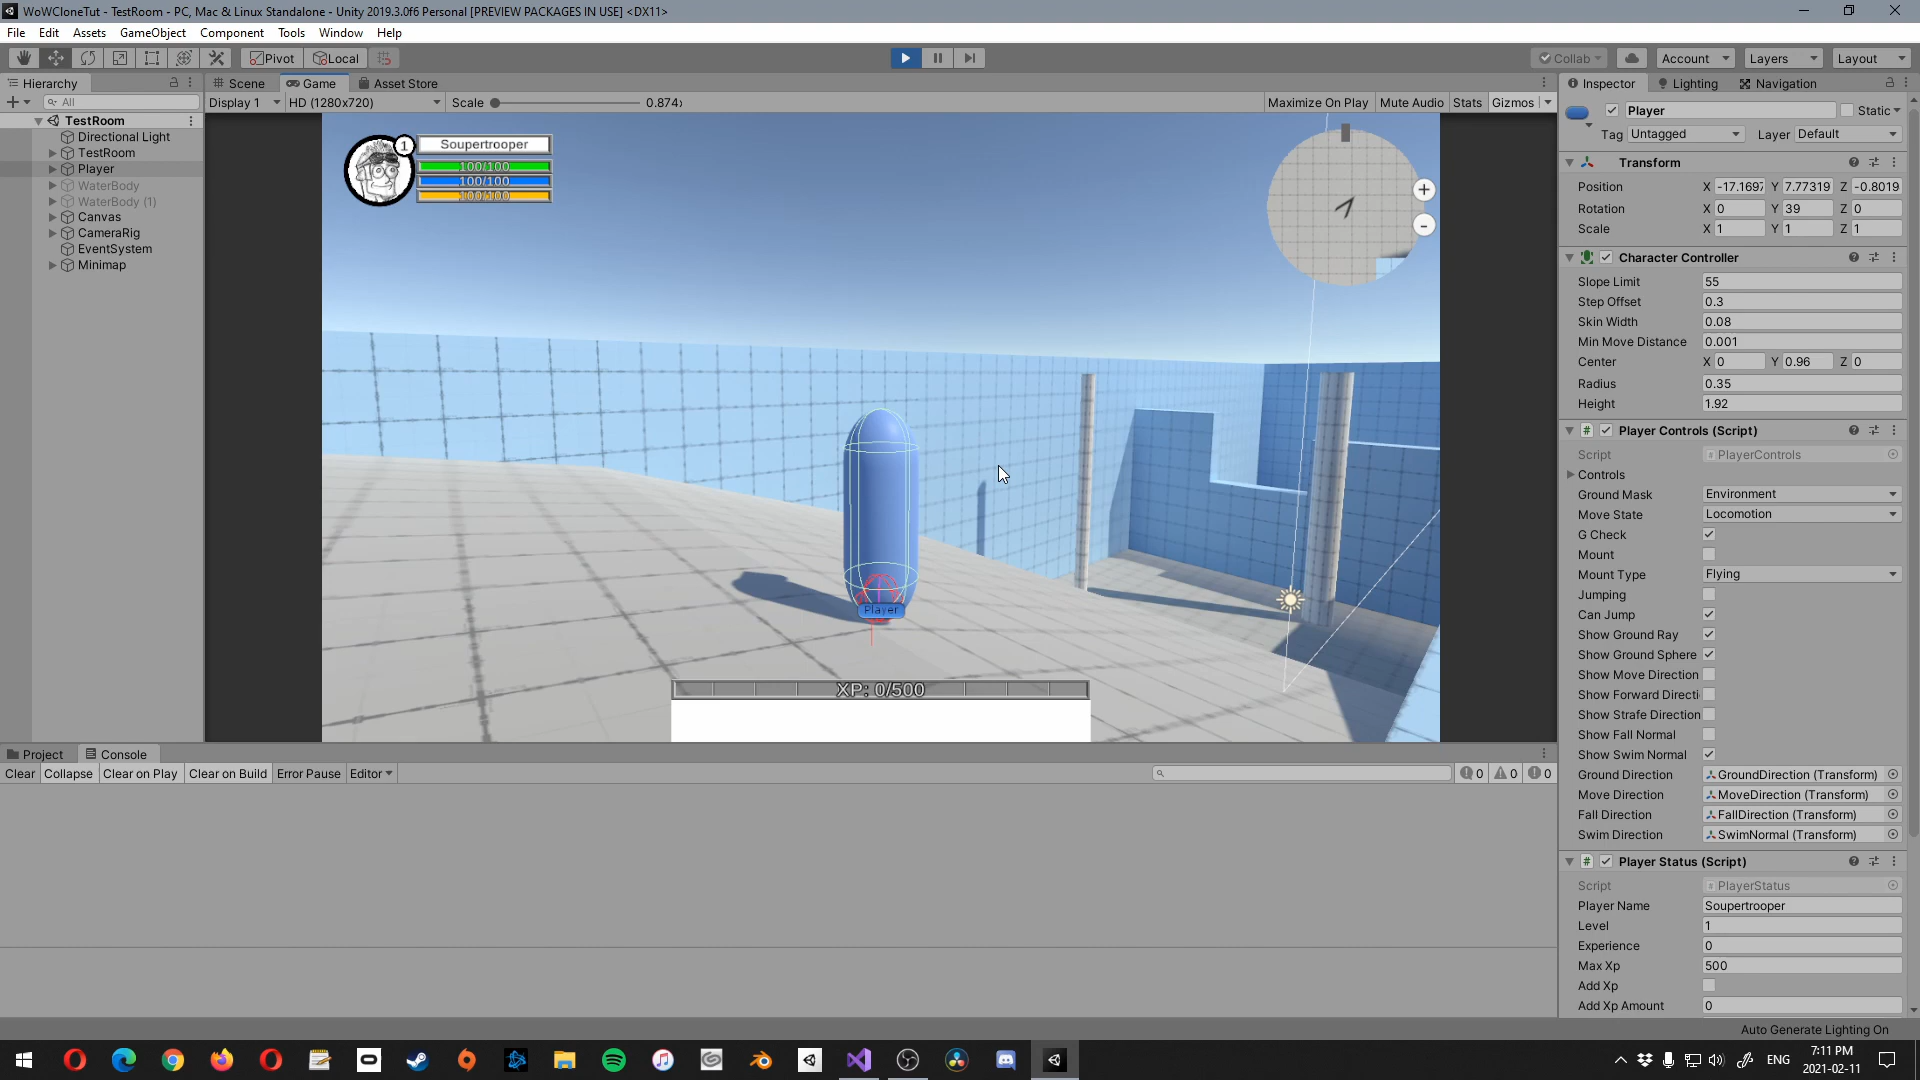 WoWCloneTut - TestRoom - PC, Mac & Linux Standalone - Unity 2019.3.0f6 Personal [PREVIEW PACKAGES IN USE] <DX11>
File Edit Assets GameObject Component Tools Window Help
Pivot Local Collab Account Layers Layout
Hierarchy
All
TestRoom
Directional Light
TestRoom
Player
WaterBody
WaterBody (1)
Canvas
CameraRig
EventSystem
Minimap
Scene Game Asset Store
Display 1 HD (1280x720) Scale 0.874x Maximize On Play Mute Audio Stats Gizmos
1 Soupertrooper
100/100
100/100
100/100
+
-
Player
XP: 0/500
Project Console
Clear Collapse Clear on Play Clear on Build Error Pause Editor 0 0 0
Inspector Lighting Navigation
Player Static
Tag Untagged Layer Default
Transform
Position X -17.1697 Y 7.77319 Z -0.8019
Rotation X 0 Y 39 Z 0
Scale X 1 Y 1 Z 1
Character Controller
Slope Limit 55
Step Offset 0.3
Skin Width 0.08
Min Move Distance 0.001
Center X 0 Y 0.96 Z 0
Radius 0.35
Height 1.92
Player Controls (Script)
Script PlayerControls
Controls
Ground Mask Environment
Move State Locomotion
G Check
Mount
Mount Type Flying
Jumping
Can Jump
Show Ground Ray
Show Ground Sphere
Show Move Direction
Show Forward Directi
Show Strafe Direction
Show Fall Normal
Show Swim Normal
Ground Direction GroundDirection (Transform)
Move Direction MoveDirection (Transform)
Fall Direction FallDirection (Transform)
Swim Direction SwimNormal (Transform)
Player Status (Script)
Script PlayerStatus
Player Name Soupertrooper
Level 1
Experience 0
Max Xp 500
Add Xp
Add Xp Amount 0
Auto Generate Lighting On
ENG 7:11 PM
2021-02-11